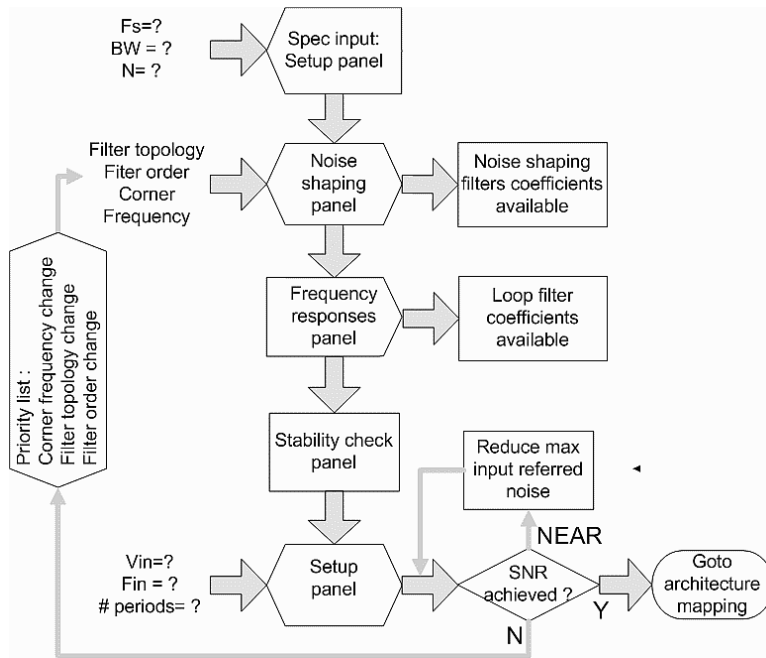 Fs=?
BW = ?
N= ?
Spec input:
Setup panel
Filter topology
Fiter order
Corner
Frequency
Noise
shaping
panel
Noise shaping
filters coefficients
available
Frequency
responses
panel
Loop filter
coefficients
available
Priority list :
Corner frequency change
Filter topology change
Filter order change
Stability check
panel
Reduce max
input referred
noise
NEAR
Vin=?
Fin = ?
# periods= ?
Setup
panel
SNR
achieved ?
Y
N
Goto
architecture
mapping